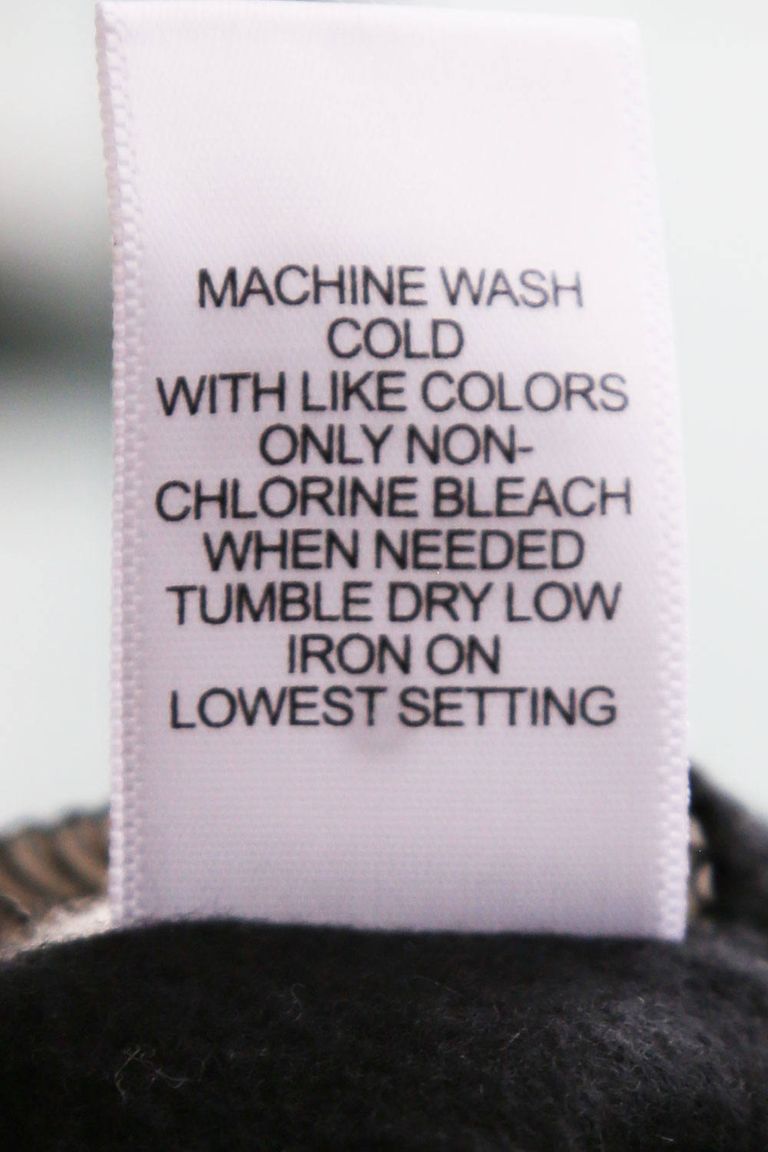 MACHINE WASH
COLD
WITH LIKE COLORS
ONLY NON-
CHLORINE BLEACH
WHEN NEEDED
TUMBLE DRY LOW
IRON ON
LOWEST SETTING